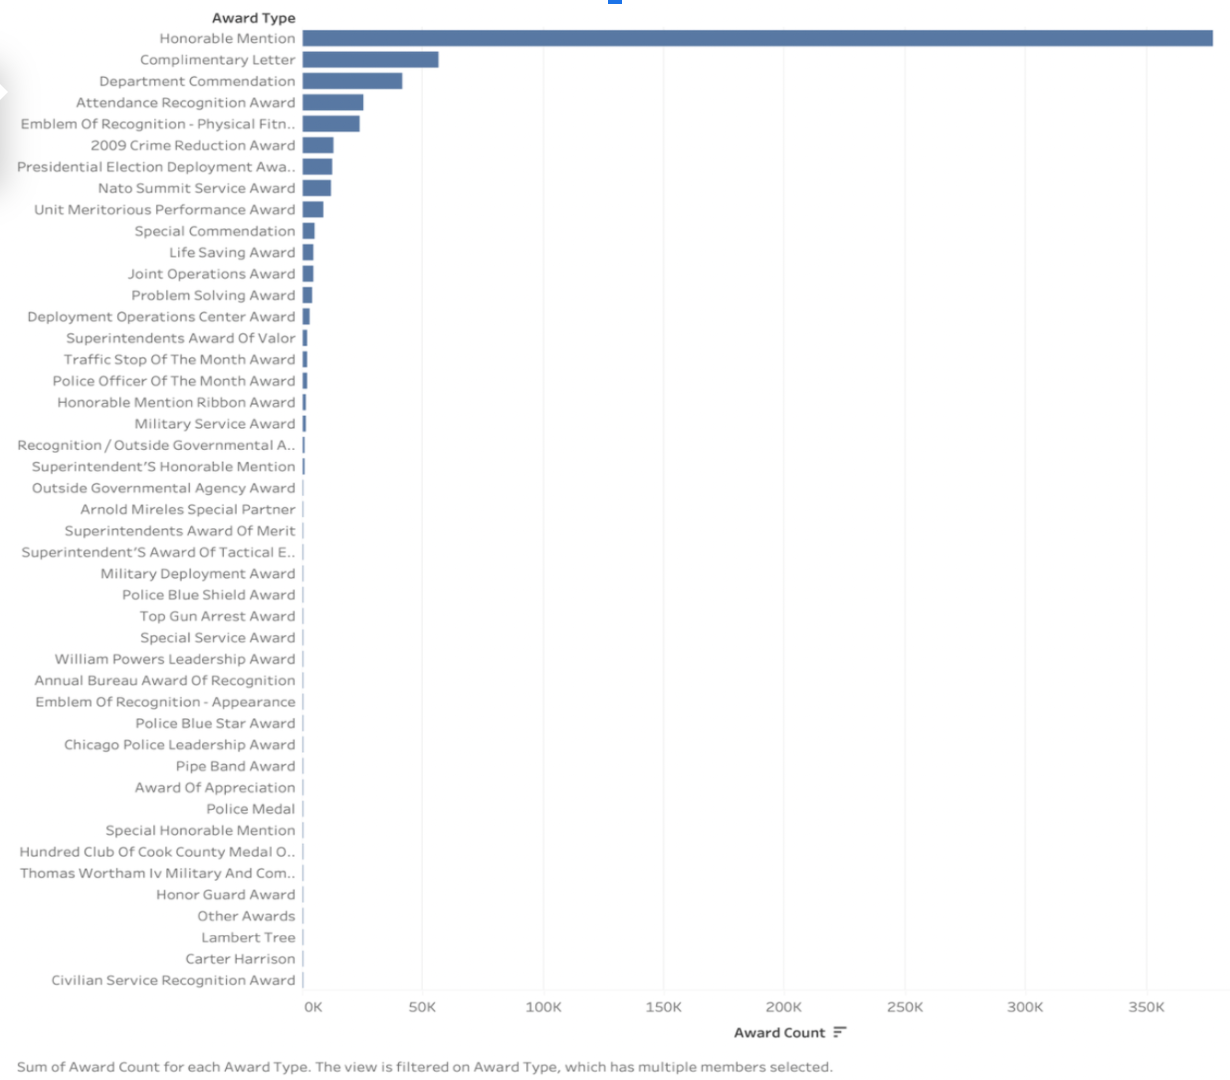 Award Type
Honorable Mention
Complimentary Letter
Department Commendation
Attendance Recognition Award
Emblem Of Recognition - Physical Fitn..
2009 Crime Reduction Award
Presidential Election Deployment Awa..
Nato Summit Service Award
Unit Meritorious Performance Award
Special Commendation
Life Saving Award
Joint Operations Award
Problem Solving Award
Deployment Operations Center Award
Superintendents Award Of Valor
Traffic Stop Of The Month Award
Police Officer Of The Month Award
Honorable Mention Ribbon Award
Military Service Award
Recognition / Outside Governmental A..
Superintendent'S Honorable Mention
Outside Governmental Agency Award
Arnold Mireles Special Partner
Superintendents Award Of Merit
Superintendent'S Award Of Tactical E..
Military Deployment Award
Police Blue Shield Award
Top Gun Arrest Award
Special Service Award
William Powers Leadership Award
Annual Bureau Award Of Recognition
Emblem Of Recognition - Appearance
Police Blue Star Award
Chicago Police Leadership Award
Pipe Band Award
Award Of Appreciation
Police Medal
Special Honorable Mention
Hundred Club Of Cook County Medal O..
Thomas Wortham Iv Military And Com..
Honor Guard Award
Other Awards
Lambert Tree
Carter Harrison
Civilian Service Recognition Award
0K 50K 100K 150K 200K 250K 300K 350K
Award Count
Sum of Award Count for each Award Type. The view is filtered on Award Type, which has multiple members selected.